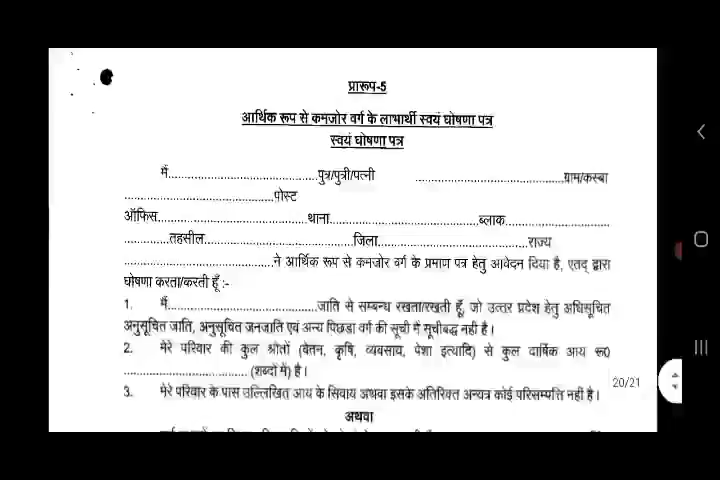 प्रारूप-5
आर्थिक रूप से कमजोर वर्ग के लाभार्थी स्वयं घोषणा पत्र
स्वयं घोषणा पत्र
मैं.......................................पुत्र/पुत्री/पत्नी .......................................ग्राम/कस्बा
.......................................पोस्ट
ऑफिस.......................................थाना.......................................ब्लाक..........................
............तहसील.......................................जिला.......................................राज्य
.......................................ने आर्थिक रूप से कमजोर वर्ग के प्रमाण पत्र हेतु आवेदन दिया है, एतद् द्वारा
घोषणा करता/करती हूँ :-
1. मैं.......................................जाति से सम्बन्ध रखता/रखती हूँ, जो उत्तर प्रदेश हेतु अधिसूचित
अनुसूचित जाति, अनुसूचित जनजाति एवं अन्य पिछड़ा वर्ग की सूची में सूचीबद्ध नही है।
2. मेरे परिवार की कुल श्रोतों (वेतन, कृषि, व्यवसाय, पेशा इत्यादि) से कुल वार्षिक आय रू0
.................................. (शब्दों में) है।
20/21
3. मेरे परिवार के पास उल्लिखित आय के सिवाय अथवा इसके अतिरिक्त अन्यत्र कोई परिसम्पत्ति नही है।
अथवा